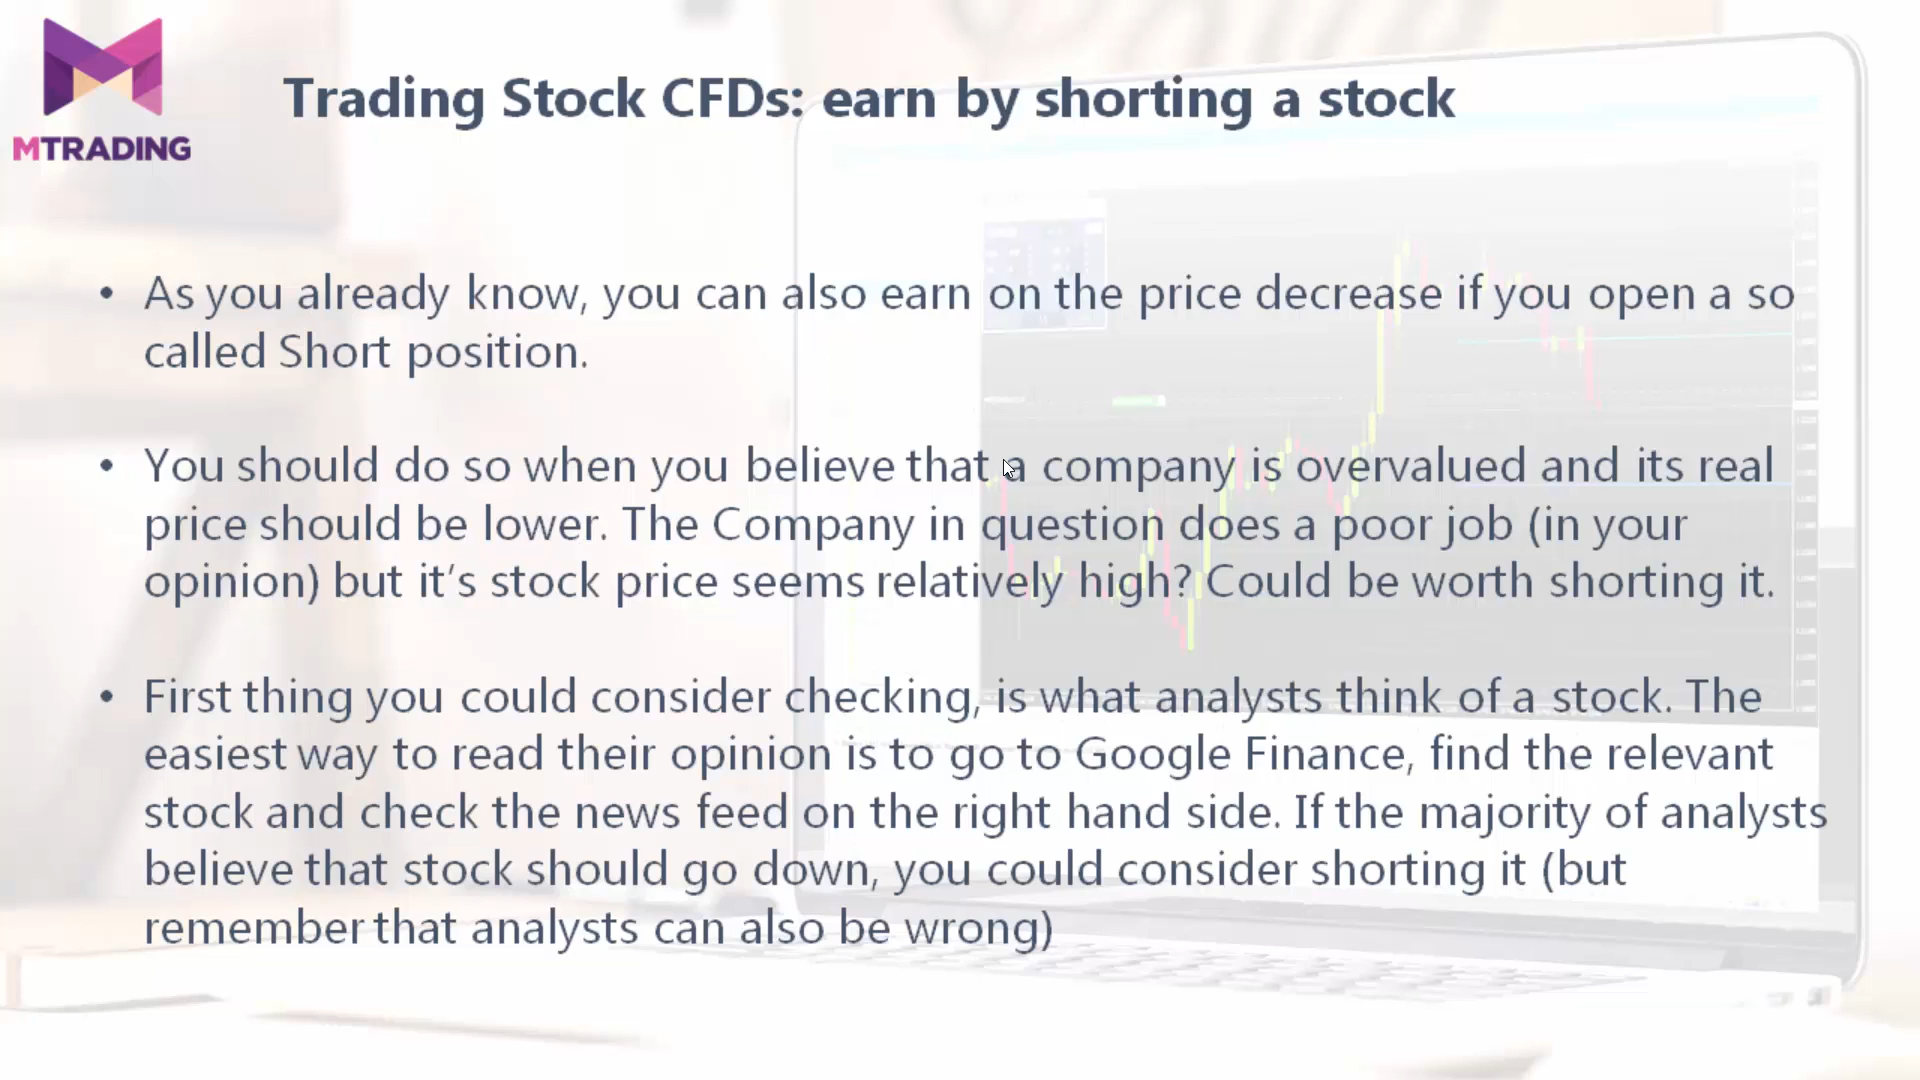 MTRADING
Trading Stock CFDs: earn by shorting a stock
• As you already know, you can also earn on the price decrease if you open a so
called Short position.
• You should do so when you believe that a company is overvalued and its real
price should be lower. The Company in question does a poor job (in your
opinion) but it’s stock price seems relatively high? Could be worth shorting it.
• First thing you could consider checking, is what analysts think of a stock. The
easiest way to read their opinion is to go to Google Finance, find the relevant
stock and check the news feed on the right hand side. If the majority of analysts
believe that stock should go down, you could consider shorting it (but
remember that analysts can also be wrong)